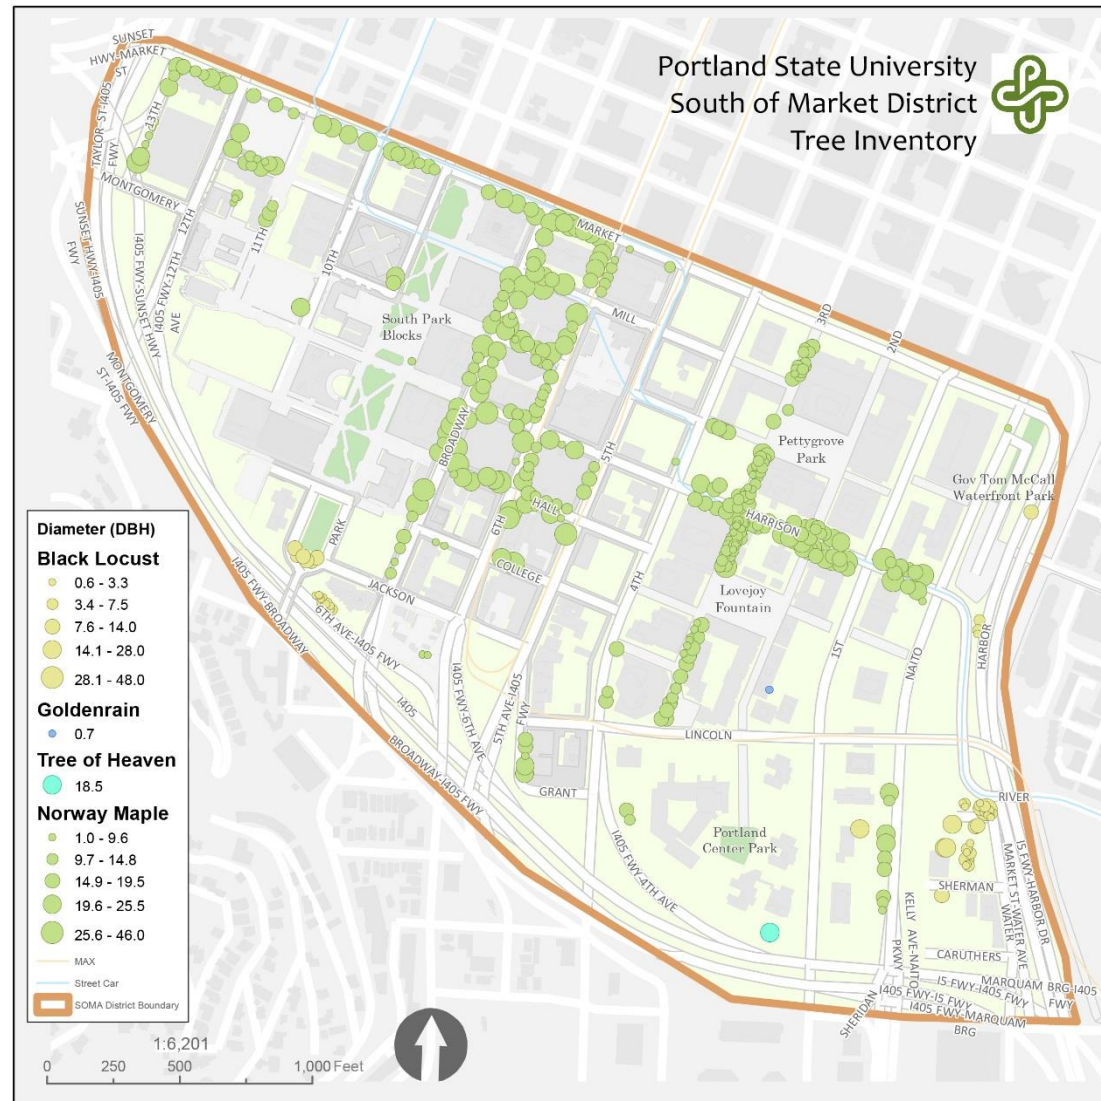 Portland State University
South of Market District
Tree Inventory
SUNSET
HWY-MARKET
ST
TAYLOR ST-I405
FWY
13TH
MONTGOMERY
12TH
11TH
10TH
SUNSET HWY-I405
FWY
I405 FWY-SUNSET HWY
I405 FWY-12TH
AVE
MONTGOMERY
ST-I405 FWY
MARKET
South Park
Blocks
MILL
3RD
2ND
BROADWAY
5TH
Pettygrove
Park
Gov Tom McCall
Waterfront Park
HALL
6TH
HARRISON
PARK
JACKSON
COLLEGE
4TH
Lovejoy
Fountain
I405 FWY-BROADWAY
6TH AVE-I405 FWY
I405
I405 FWY-6TH AVE
5TH AVE-I405
FWY
BROADWAY-I405 FWY
1ST
NAITO
HARBOR
LINCOLN
GRANT
RIVER
I405 FWY-4TH AVE
Portland
Center Park
SHERMAN
I5 FWY-HARBOR DR
MARKET ST-WATER AVE
WATER
KELLY AVE-NAITO
PKWY
CARUTHERS
MARQUAM BRG-I405
FWY
I5 FWY-I405 FWY
I405 FWY-I5 FWY
I405 FWY-MARQUAM
BRG
SHERIDAN
Diameter (DBH)
Black Locust
0.6 - 3.3
3.4 - 7.5
7.6 - 14.0
14.1 - 28.0
28.1 - 48.0
Goldenrain
0.7
Tree of Heaven
18.5
Norway Maple
1.0 - 9.6
9.7 - 14.8
14.9 - 19.5
19.6 - 25.5
25.6 - 46.0
MAX
Street Car
SOMA District Boundary
1:6,201
0 250 500 1,000 Feet